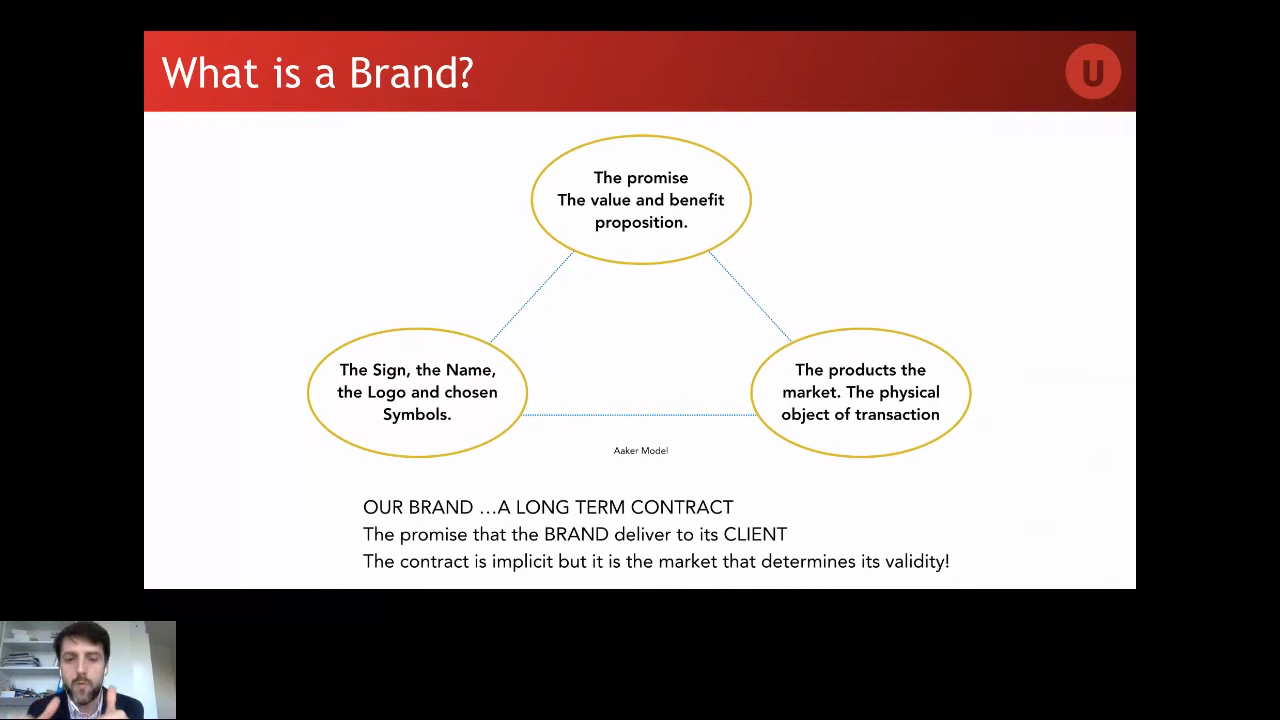 What is a Brand?
U
The promise
The value and benefit
proposition.
The Sign, the Name,
the Logo and chosen
Symbols.
The products the
market. The physical
object of transaction
Aaker Model
OUR BRAND …A LONG TERM CONTRACT
The promise that the BRAND deliver to its CLIENT
The contract is implicit but it is the market that determines its validity!